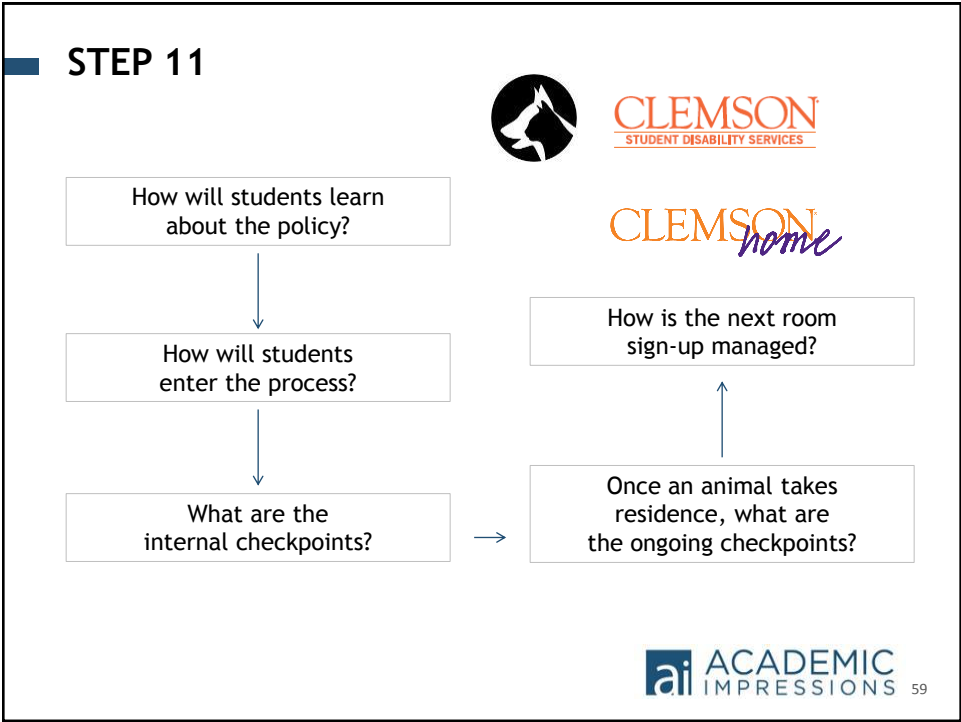 STEP 11
CLEMSON
STUDENT DISABILITY SERVICES
CLEMSON
home
How will students learn
about the policy?
How will students
enter the process?
What are the
internal checkpoints?
Once an animal takes
residence, what are
the ongoing checkpoints?
How is the next room
sign-up managed?
ai ACADEMIC
IMPRESSIONS
59